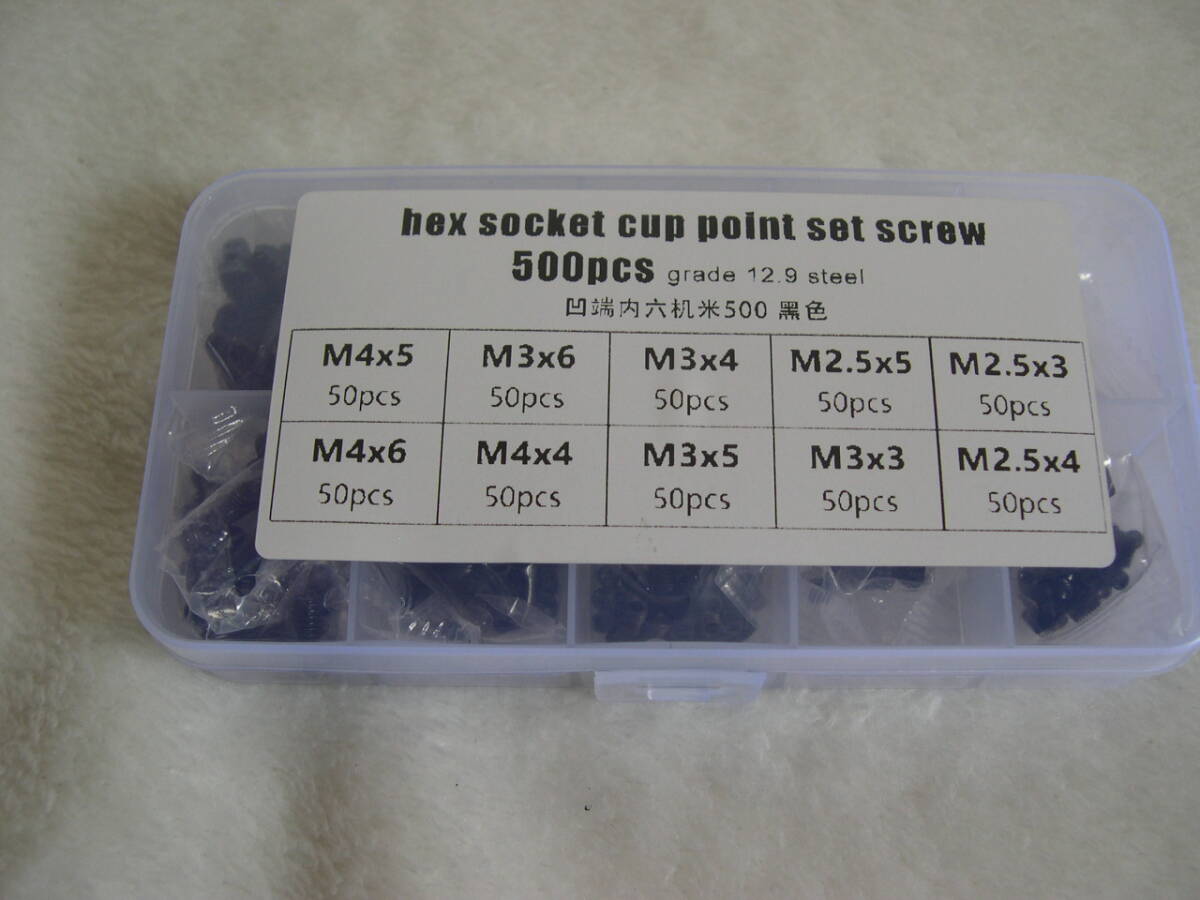 hex socket cup point set screw
500pcs grade 12.9 steel
凹端内六机米500 黑色
M4x5 M3x6 M3x4 M2.5x5 M2.5x3
50pcs 50pcs 50pcs 50pcs 50pcs
M4x6 M4x4 M3x5 M3x3 M2.5x4
50pcs 50pcs 50pcs 50pcs 50pcs